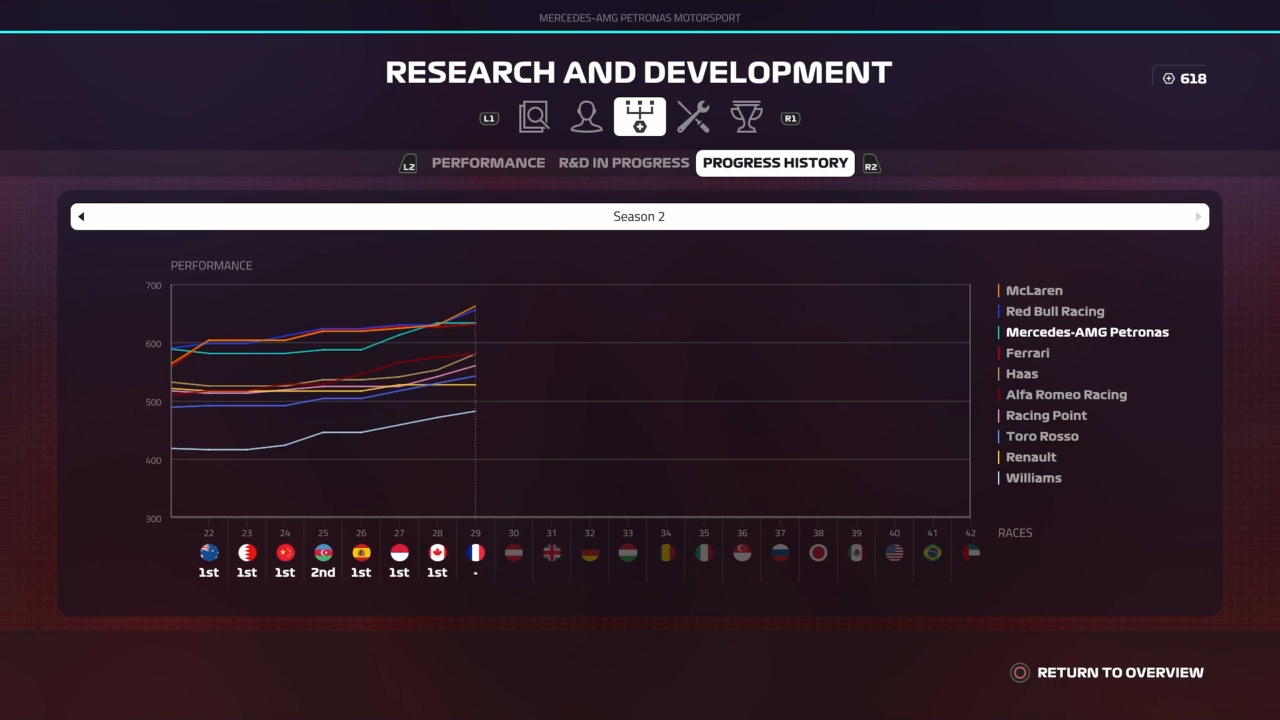 MERCEDES-AMG PETRONAS MOTORSPORT
RESEARCH AND DEVELOPMENT
618
L1
R1
L2
PERFORMANCE
R&D IN PROGRESS
PROGRESS HISTORY
R2
Season 2
PERFORMANCE
700
600
500
400
300
McLaren
Red Bull Racing
Mercedes-AMG Petronas
Ferrari
Haas
Alfa Romeo Racing
Racing Point
Toro Rosso
Renault
Williams
22 23 24 25 26 27 28 29 30 31 32 33 34 35 36 37 38 39 40 41 42 RACES
1st 1st 1st 2nd 1st 1st 1st -
RETURN TO OVERVIEW